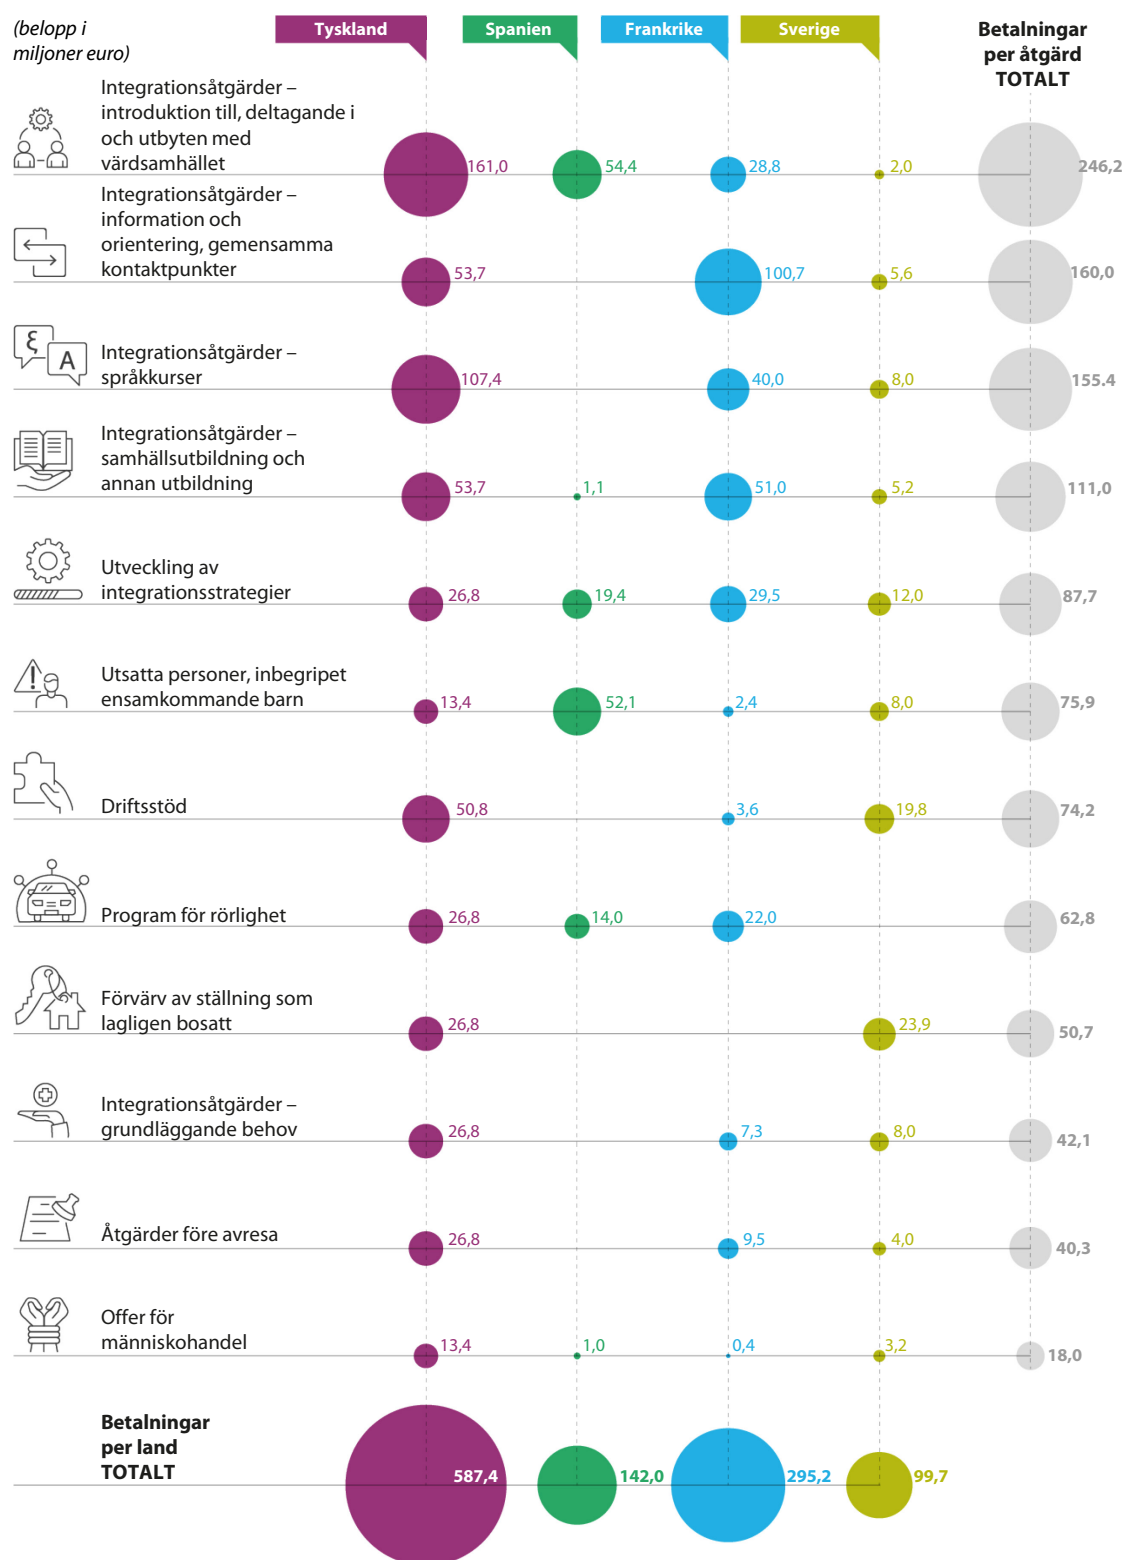 (belopp i
miljoner euro)
Tyskland
Spanien
Frankrike
Sverige
Betalningar
per åtgärd
TOTALT
Integrationsåtgärder –
introduktion till, deltagande i
och utbyten med
värdsamhället
161,0
54,4
28,8
2,0
246,2
Integrationsåtgärder –
information och
orientering, gemensamma
kontaktpunkter
53,7
100,7
5,6
160,0
ξ
A
Integrationsåtgärder –
språkkurser
107,4
40,0
8,0
155.4
Integrationsåtgärder –
samhällsutbildning och
annan utbildning
53,7
1,1
51,0
5,2
111,0
Utveckling av
integrationsstrategier
26,8
19,4
29,5
12,0
87,7
Utsatta personer, inbegripet
ensamkommande barn
13,4
52,1
2,4
8,0
75,9
Driftsstöd
50,8
3,6
19,8
74,2
Program för rörlighet
26,8
14,0
22,0
62,8
Förvärv av ställning som
lagligen bosatt
26,8
23,9
50,7
Integrationsåtgärder –
grundläggande behov
26,8
7,3
8,0
42,1
Åtgärder före avresa
26,8
9,5
4,0
40,3
Offer för
människohandel
13,4
1,0
0,4
3,2
18,0
Betalningar
per land
TOTALT
587,4
142,0
295,2
99,7